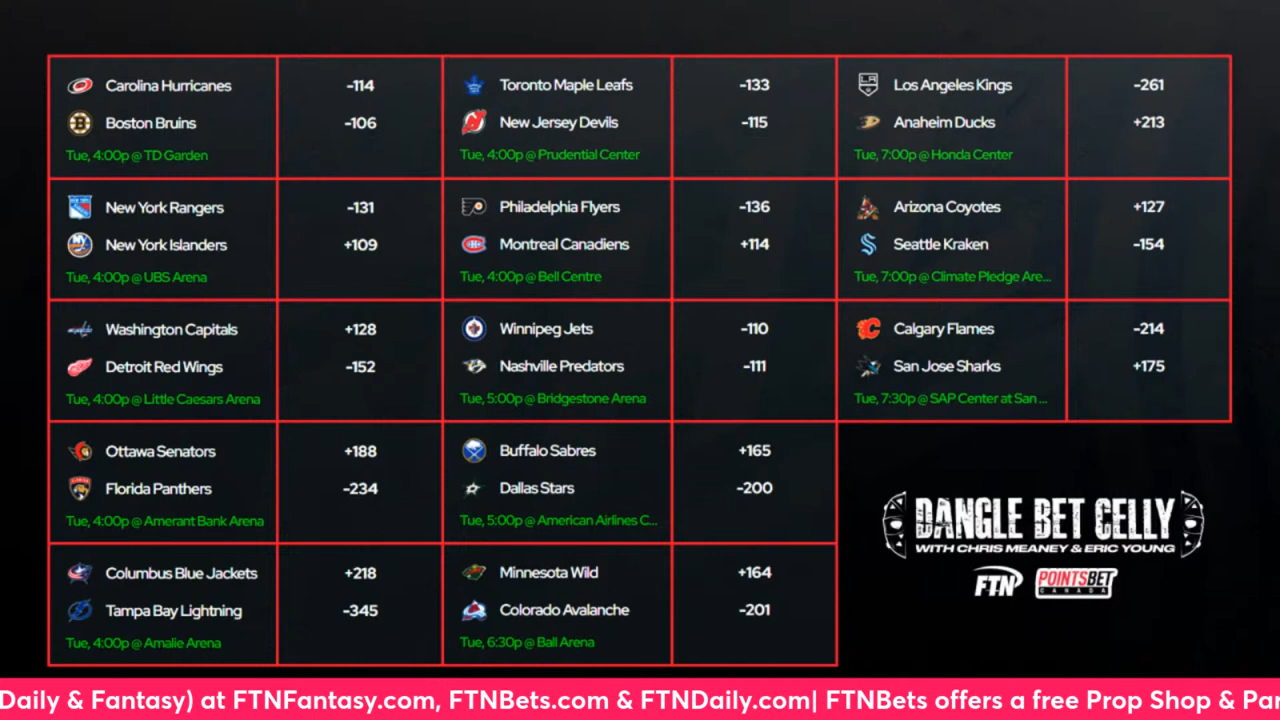 Carolina Hurricanes -114
Boston Bruins -106
Tue, 4:00p @ TD Garden
New York Rangers -131
New York Islanders +109
Tue, 4:00p @ UBS Arena
Washington Capitals +128
Detroit Red Wings -152
Tue, 4:00p @ Little Caesars Arena
Ottawa Senators +188
Florida Panthers -234
Tue, 4:00p @ Amerant Bank Arena
Columbus Blue Jackets +218
Tampa Bay Lightning -345
Tue, 4:00p @ Amalie Arena
Toronto Maple Leafs -133
New Jersey Devils -115
Tue, 4:00p @ Prudential Center
Philadelphia Flyers -136
Montreal Canadiens +114
Tue, 4:00p @ Bell Centre
Winnipeg Jets -110
Nashville Predators -111
Tue, 5:00p @ Bridgestone Arena
Buffalo Sabres +165
Dallas Stars -200
Tue, 5:00p @ American Airlines C...
Minnesota Wild +164
Colorado Avalanche -201
Tue, 6:30p @ Ball Arena
Los Angeles Kings -261
Anaheim Ducks +213
Tue, 7:00p @ Honda Center
Arizona Coyotes +127
Seattle Kraken -154
Tue, 7:00p @ Climate Pledge Are...
Calgary Flames -214
San Jose Sharks +175
Tue, 7:30p @ SAP Center at San ...
DANGLE BET CELLY
WITH CHRIS MEANEY & ERIC YOUNG
FTN POINTSBET
CANADA
Daily & Fantasy) at FTNFantasy.com, FTNBets.com & FTNDaily.com| FTNBets offers a free Prop Shop & Par